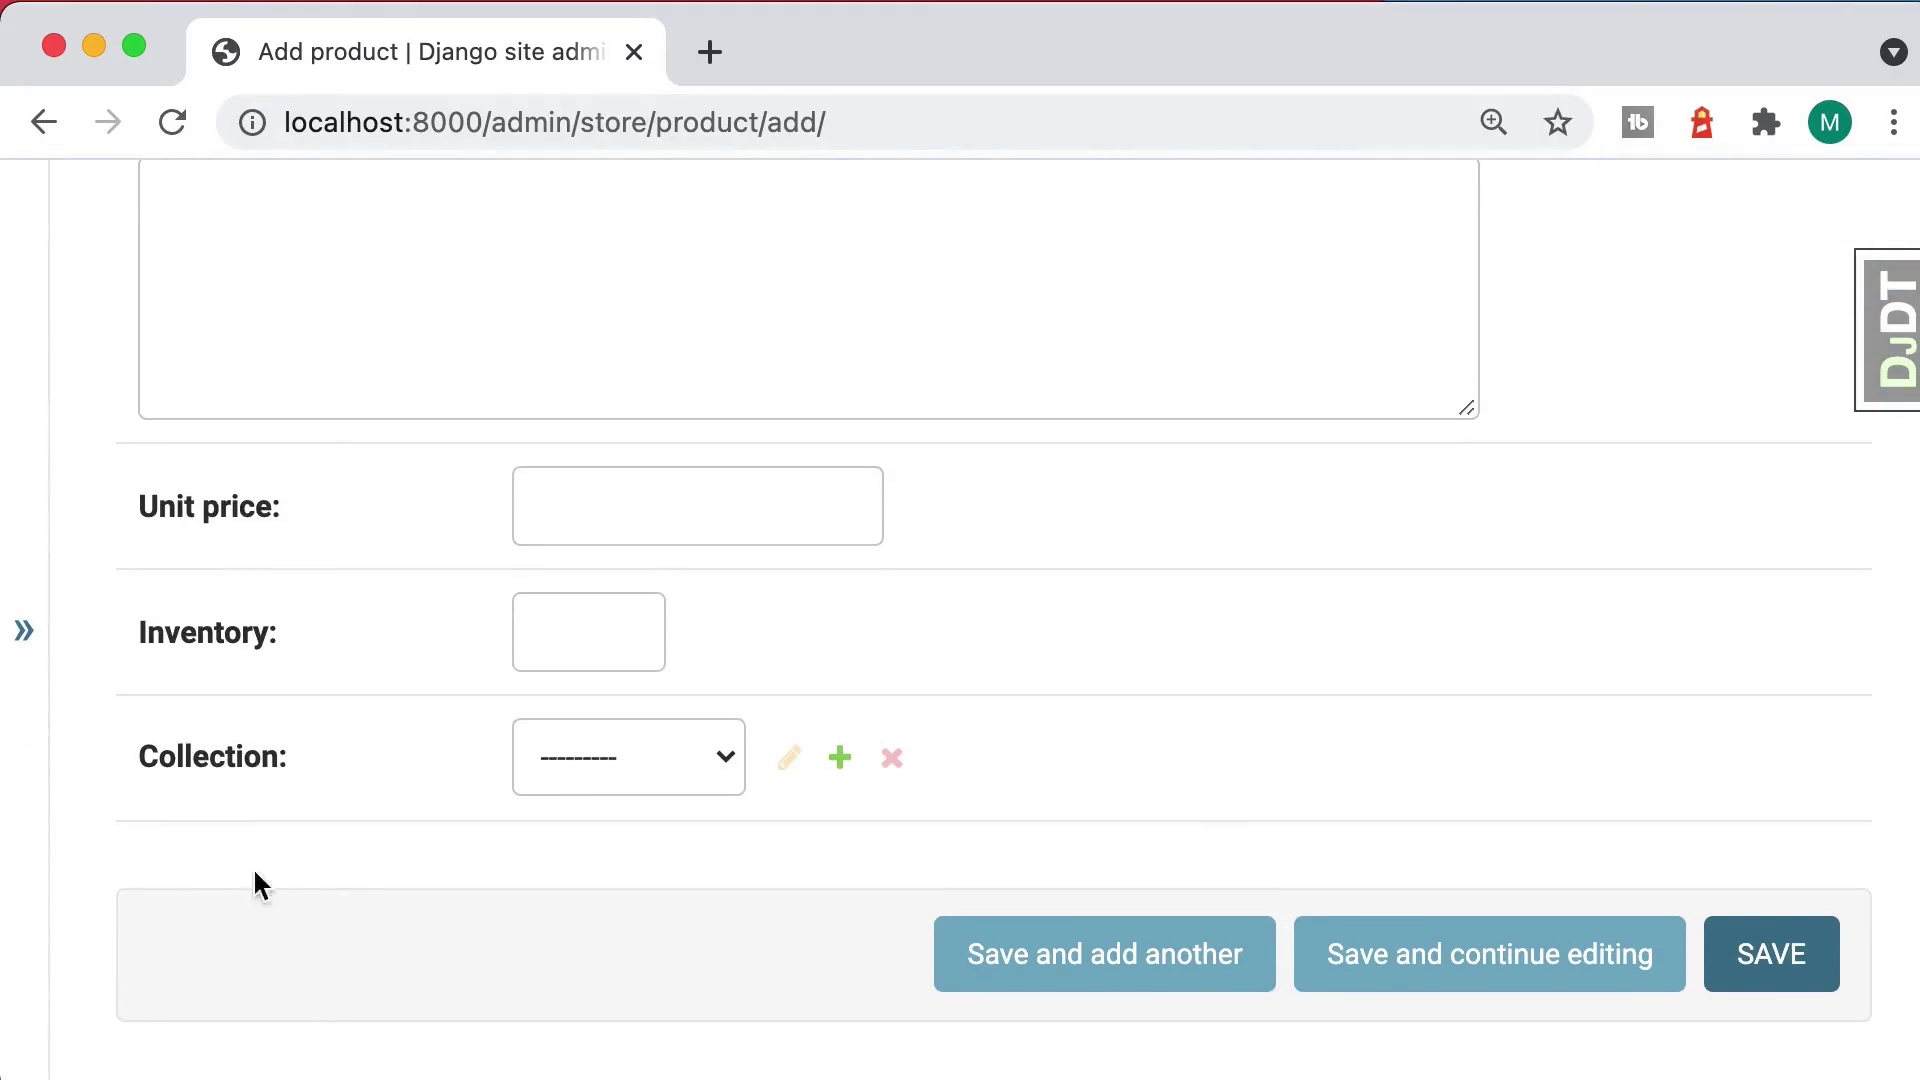 Add product | Django site admi
localhost:8000/admin/store/product/add/
M
DJDT
Unit price:
Inventory:
Collection:
---------
Save and add another
Save and continue editing
SAVE